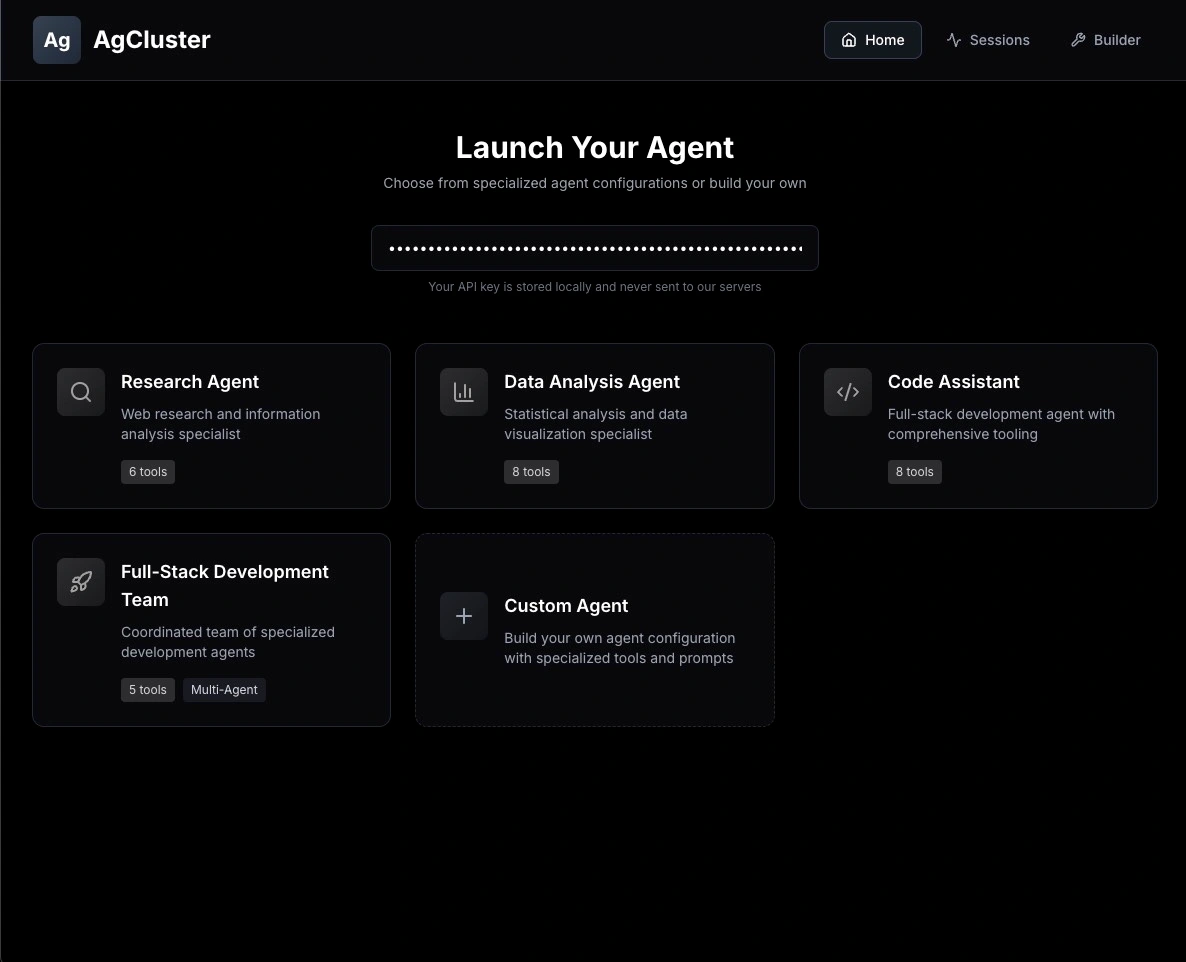 Ag
AgCluster
Home
Sessions
Builder
Launch Your Agent
Choose from specialized agent configurations or build your own
Your API key is stored locally and never sent to our servers
Research Agent
Web research and information
analysis specialist
6 tools
Data Analysis Agent
Statistical analysis and data
visualization specialist
8 tools
Code Assistant
Full-stack development agent with
comprehensive tooling
8 tools
Full-Stack Development
Team
Coordinated team of specialized
development agents
5 tools
Multi-Agent
Custom Agent
Build your own agent configuration
with specialized tools and prompts